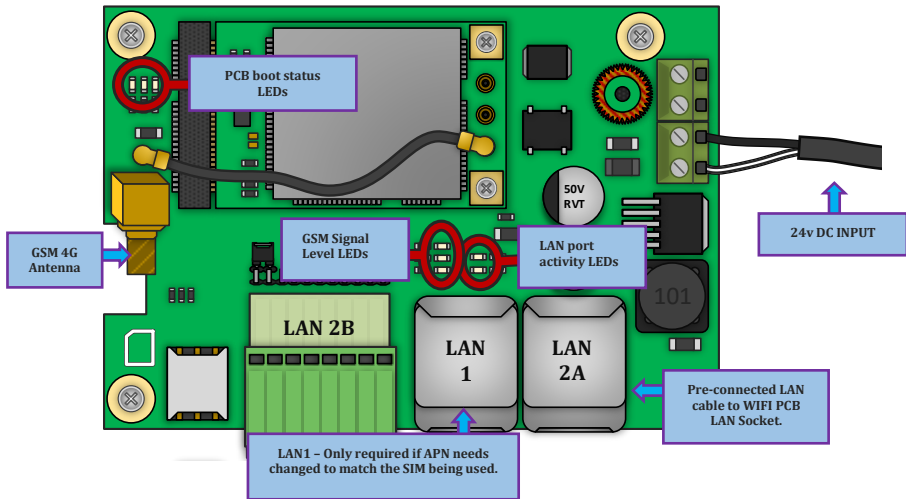 PCB boot status
LEDs
50V
RVT
24v DC INPUT
GSM 4G
Antenna
GSM Signal
Level LEDs
LAN port
activity LEDs
101
LAN 2B
LAN
1
LAN
2A
Pre-connected LAN
cable to WIFI PCB
LAN Socket.
LAN1 – Only required if APN needs
changed to match the SIM being used.